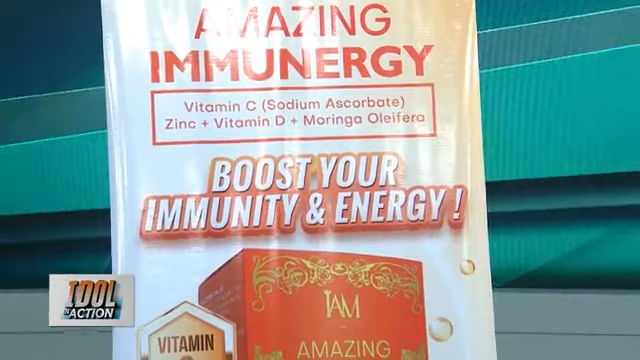 AMAZING
IMMUNERGY
Vitamin C (Sodium Ascorbate)
Zinc + Vitamin D + Moringa Oleifera
BOOST YOUR
IMMUNITY & ENERGY !
IAM
AMAZING
VITAMIN
IDOL
IN ACTION